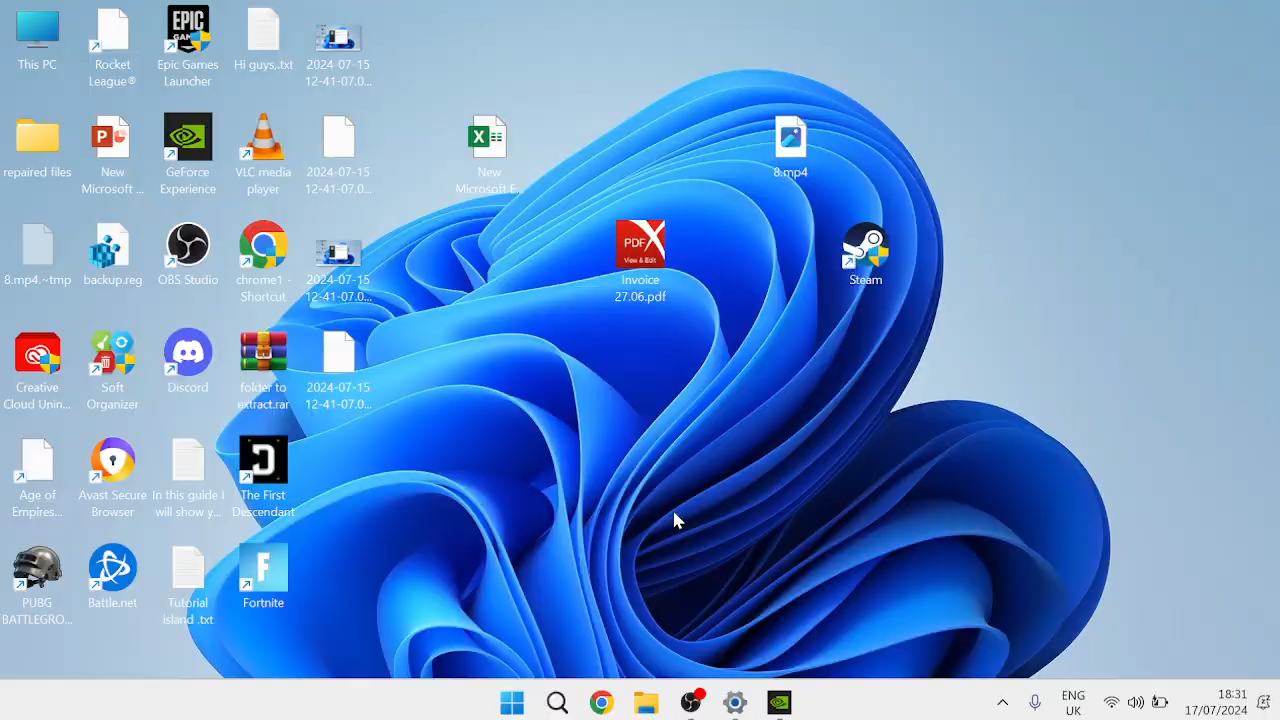 This PC
Rocket
League®
Epic Games
Launcher
Hi guys,.txt
2024-07-15
12-41-07.0...
repaired files
New
Microsoft ...
GeForce
Experience
VLC media
player
2024-07-15
12-41-07.0...
New
Microsoft E...
8.mp4
8.mp4.~tmp
backup.reg
OBS Studio
chrome1 -
Shortcut
2024-07-15
12-41-07.0...
PDF
View & Edit
Invoice
27.06.pdf
Steam
Creative
Cloud Unin...
Soft
Organizer
Discord
folder to
extract.rar
2024-07-15
12-41-07.0...
Age of
Empires...
Avast Secure
Browser
In this guide I
will show y...
The First
Descendant
PUBG
BATTLEGRO...
Battle.net
Tutorial
island .txt
Fortnite
ENG
UK
18:31
17/07/2024